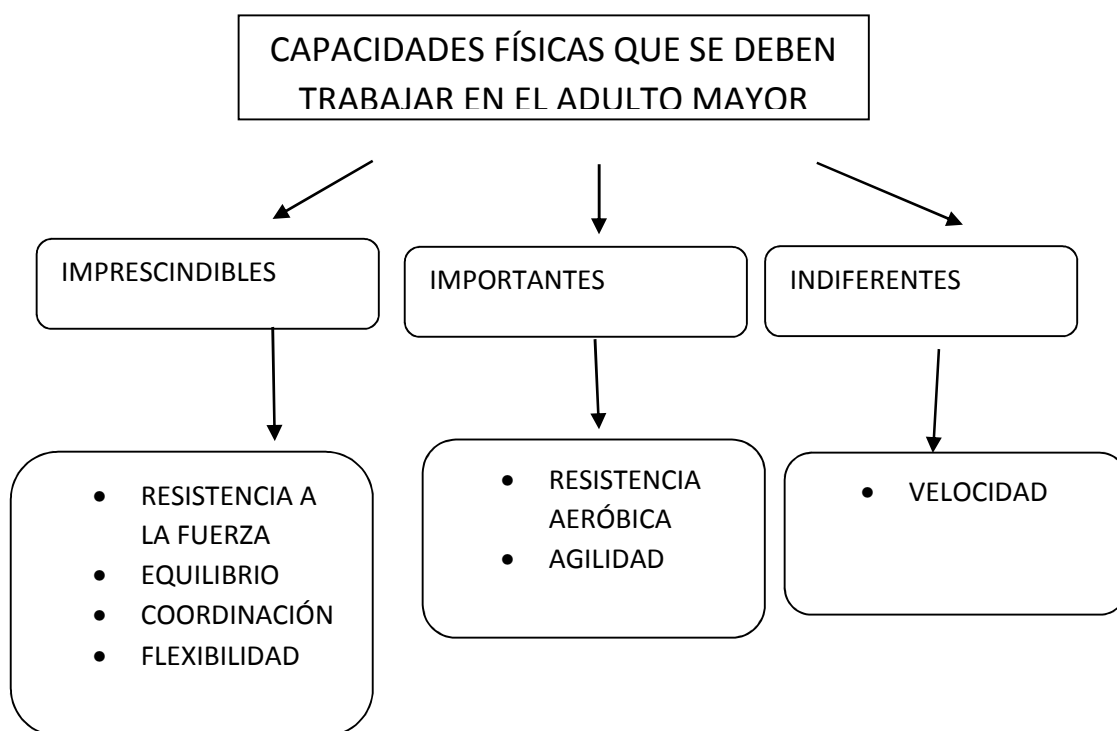 CAPACIDADES FÍSICAS QUE SE DEBEN
TRABAJAR EN EL ADULTO MAYOR
IMPRESCINDIBLES
IMPORTANTES
INDIFERENTES
• RESISTENCIA A
LA FUERZA
• EQUILIBRIO
• COORDINACIÓN
• FLEXIBILIDAD
• RESISTENCIA
AERÓBICA
• AGILIDAD
• VELOCIDAD